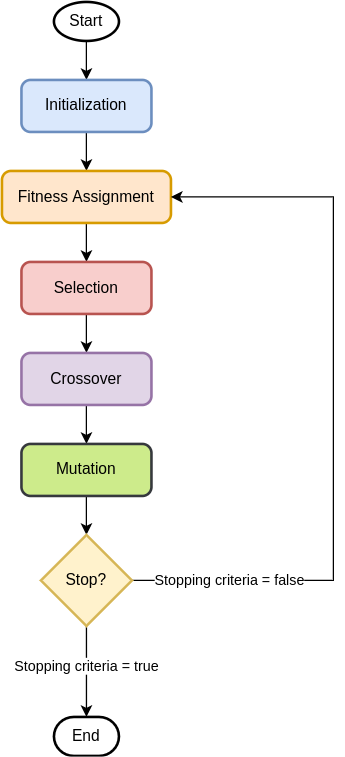 Start
Initialization
Fitness Assignment
Selection
Crossover
Mutation
Stop?
Stopping criteria = false
Stopping criteria = true
End